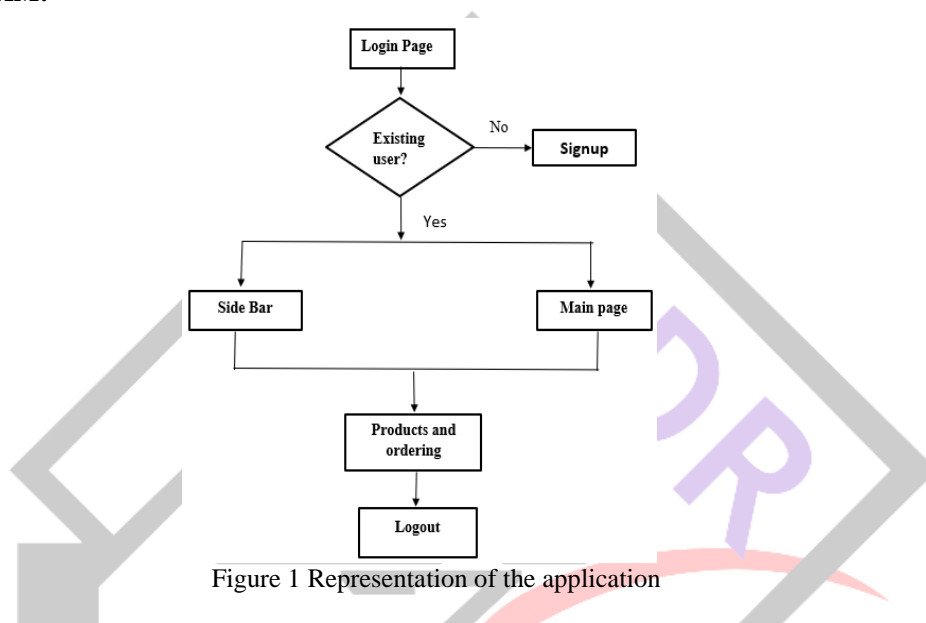 Login Page
Existing
user?
No
Signup
Yes
Side Bar
Main page
Products and
ordering
Logout
Figure 1 Representation of the application